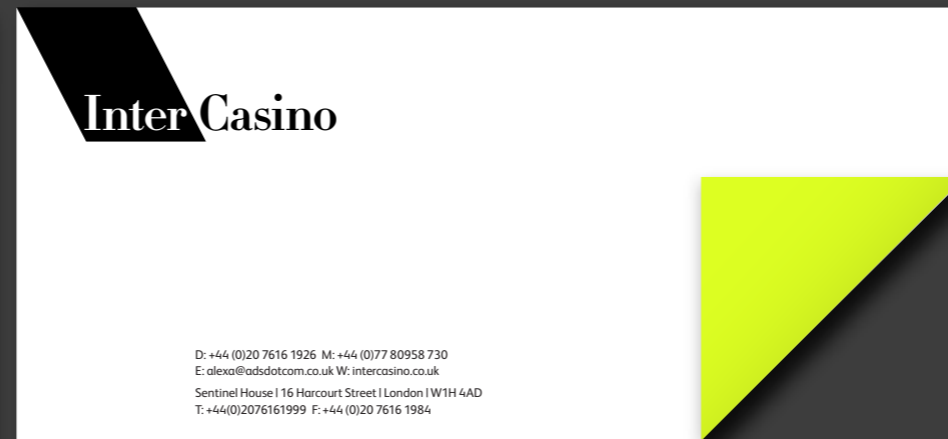 Inter Casino
D: +44 (0)20 7616 1926 M: +44 (0)77 80958 730
E: alexa@adsdotcom.co.uk W: intercasino.co.uk
Sentinel House | 16 Harcourt Street | London | W1H 4AD
T: +44(0)2076161999 F: +44 (0)20 7616 1984